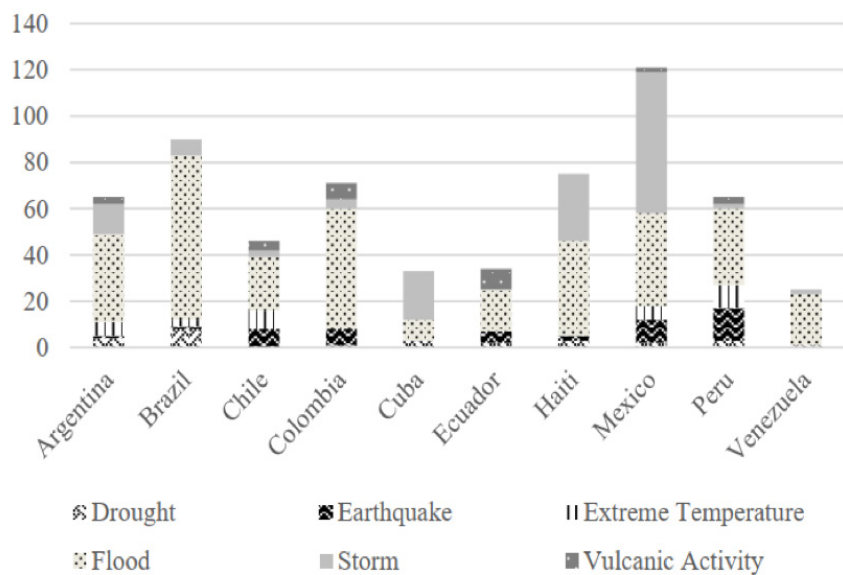 140
120
100
80
60
40
20
0
Argentina Brazil Chile Colombia Cuba Ecuador Haiti Mexico Peru Venezuela
Drought Earthquake Extreme Temperature
Flood Storm Vulcanic Activity